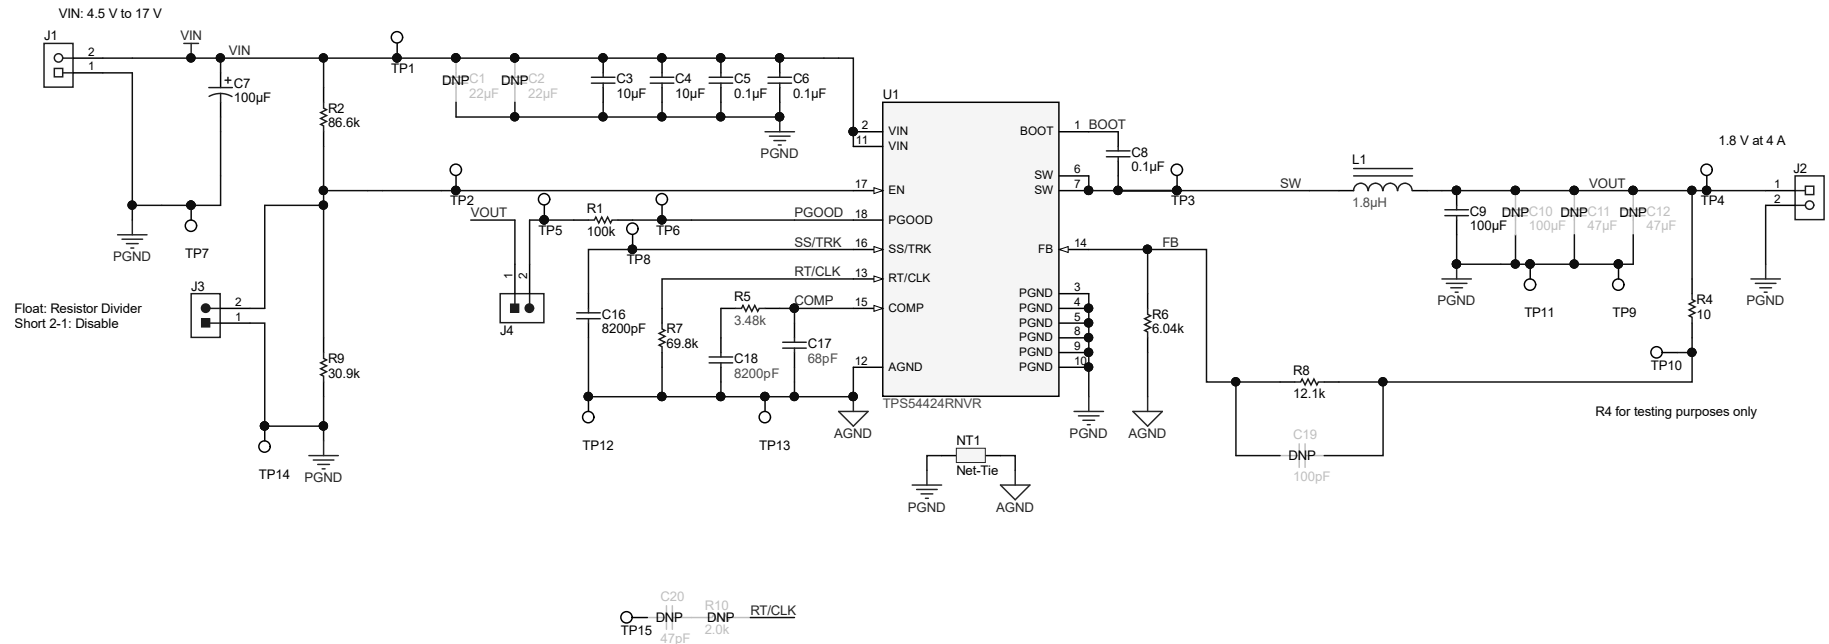 VIN: 4.5 V to 17 V
J1
2
1
VIN
VIN
C7
100µF
PGND
TP7
R2
86.6k
TP1
DNP C1
22µF
DNP C2
22µF
C3
10µF
C4
10µF
C5
0.1µF
C6
0.1µF
PGND
TP2
VOUT
TP5
R1
100k
TP6
PGOOD
TP8
SS/TRK
RT/CLK
1
2
J4
J3
2
1
Float: Resistor Divider
Short 2-1: Disable
R9
30.9k
TP14
PGND
C16
8200pF
R7
69.8k
R5
3.48k
COMP
C18
8200pF
C17
68pF
TP12
TP13
AGND
U1
2 VIN
11 VIN
17 EN
18 PGOOD
16 SS/TRK
13 RT/CLK
15 COMP
12 AGND
BOOT 1 BOOT
SW 6
SW 7
FB 14 FB
PGND 3
PGND 4
PGND 5
PGND 8
PGND 9
PGND 10
TPS54424RNVR
C8
0.1µF
TP3
SW
L1
1.8µH
PGND
R6
6.04k
AGND
C9
100µF
DNP C10
100µF
DNP C11
47µF
DNP C12
47µF
VOUT
PGND
TP11
TP9
1.8 V at 4 A
TP4
J2
1
2
PGND
R4
10
TP10
R8
12.1k
C19
DNP
100pF
R4 for testing purposes only
NT1
Net-Tie
PGND
AGND
TP15
C20
DNP
47pF
R10
DNP
2.0k
RT/CLK